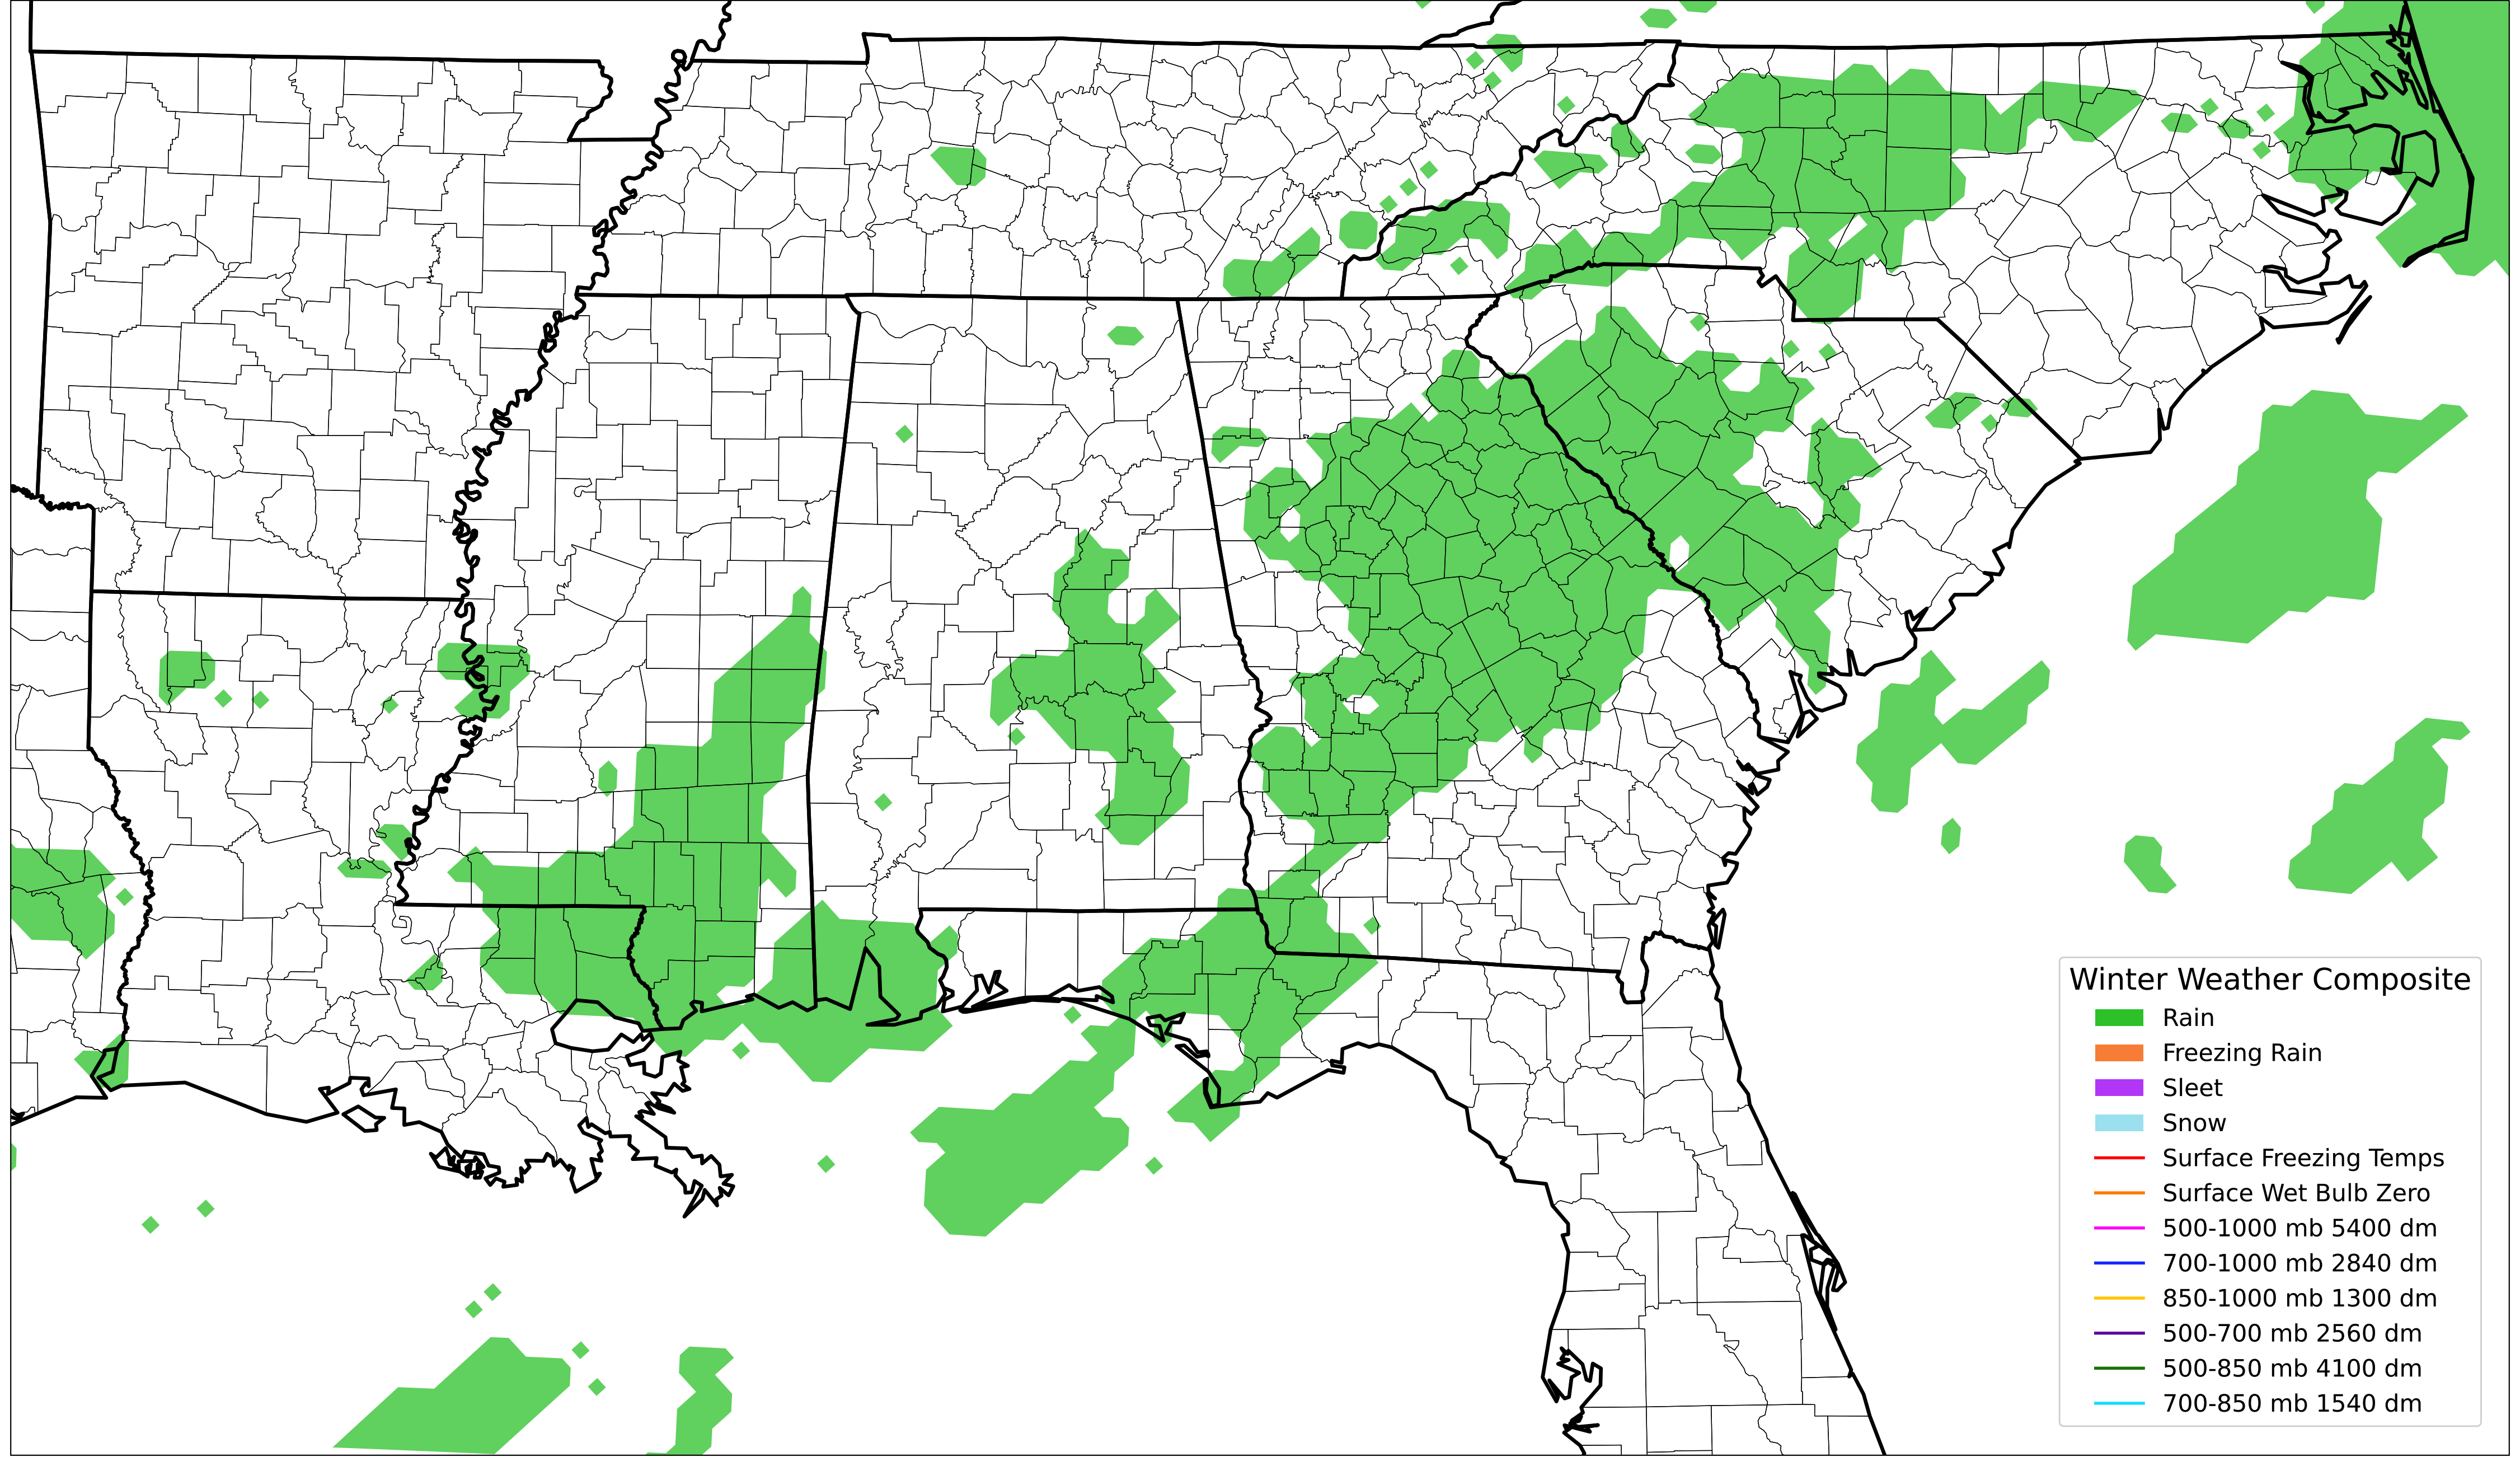 Winter Weather Composite
Rain
Freezing Rain
Sleet
Snow
Surface Freezing Temps
Surface Wet Bulb Zero
500-1000 mb 5400 dm
700-1000 mb 2840 dm
850-1000 mb 1300 dm
500-700 mb 2560 dm
500-850 mb 4100 dm
700-850 mb 1540 dm